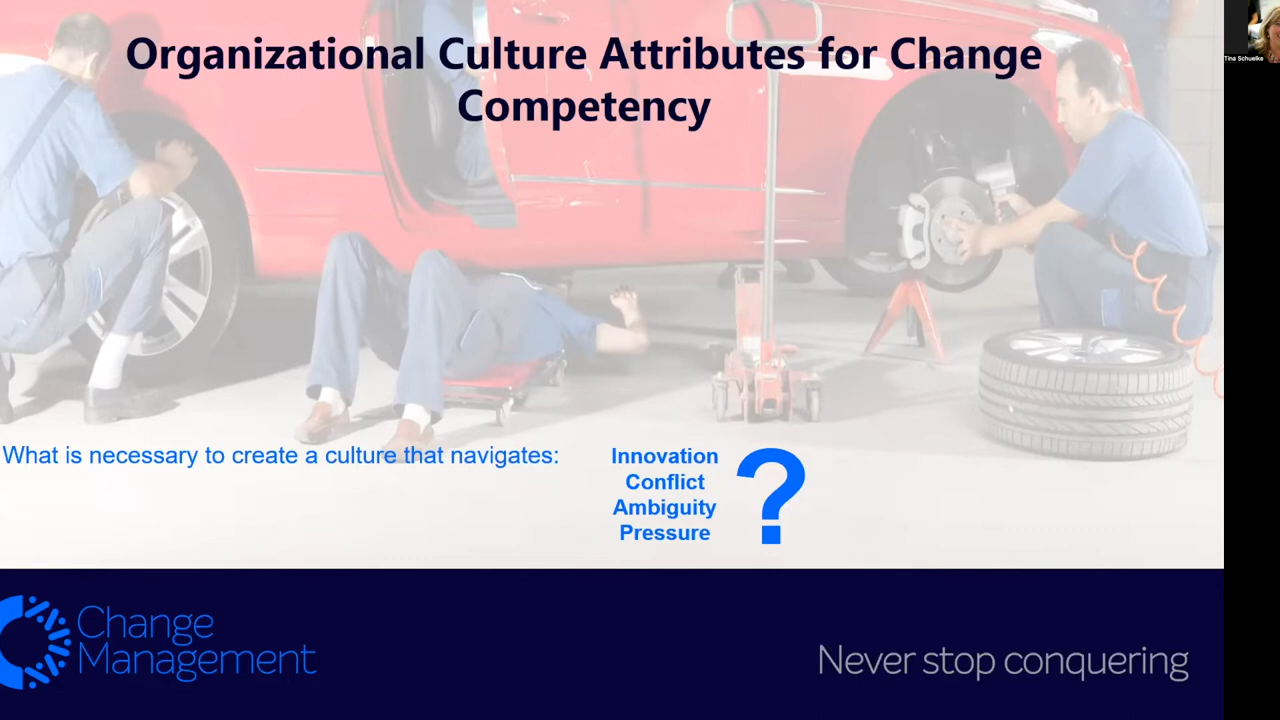 Organizational Culture Attributes for Change
Competency
Tina Schuelke
What is necessary to create a culture that navigates:
Innovation
Conflict
Ambiguity
Pressure
?
Change
Management
Never stop conquering